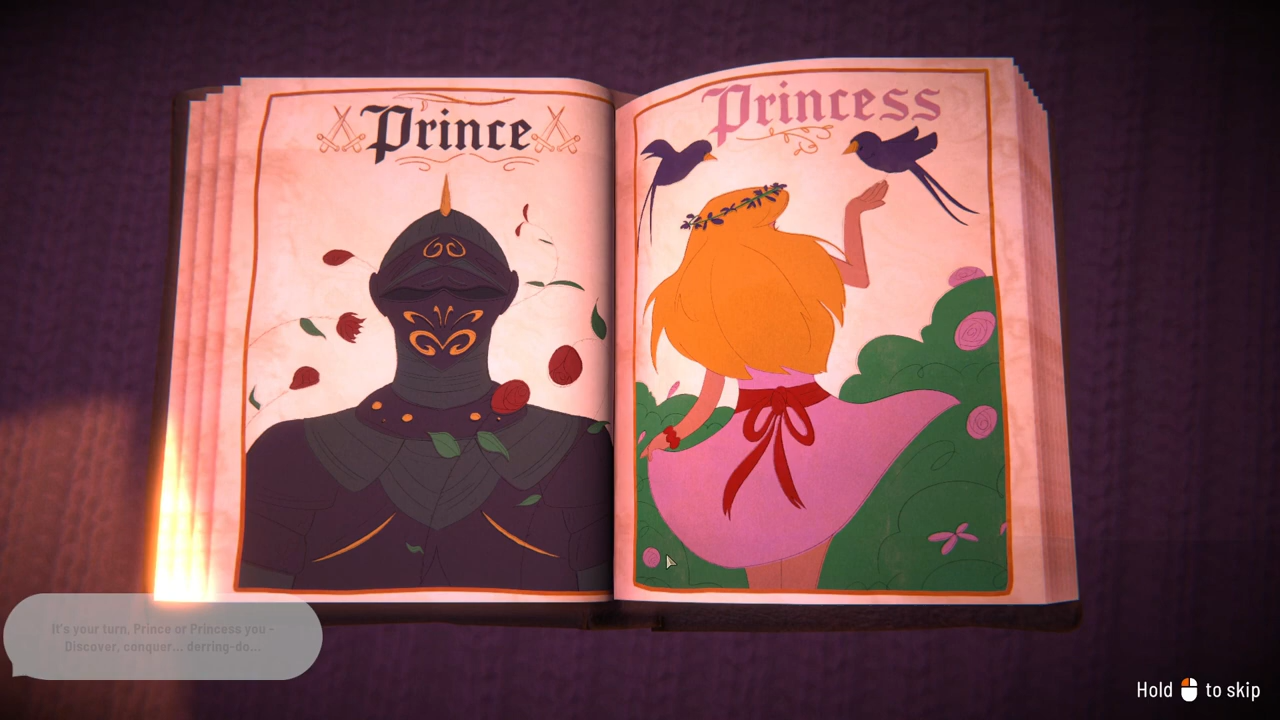 Prince
Princess
It's your turn, Prince or Princess you -
Discover, conquer... derring-do...
Hold to skip